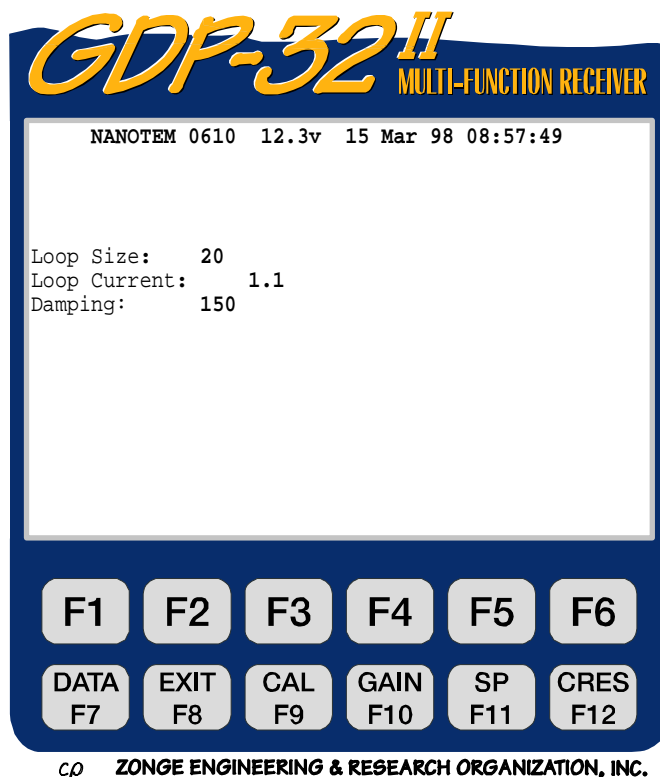 GDP-32 II
MULTI-FUNCTION RECEIVER
NANOTEM 0610 12.3v 15 Mar 98 08:57:49
Loop Size: 20
Loop Current: 1.1
Damping: 150
F1 F2 F3 F4 F5 F6
DATA EXIT CAL GAIN SP CRES
F7 F8 F9 F10 F11 F12
ZONGE ENGINEERING & RESEARCH ORGANIZATION, INC.